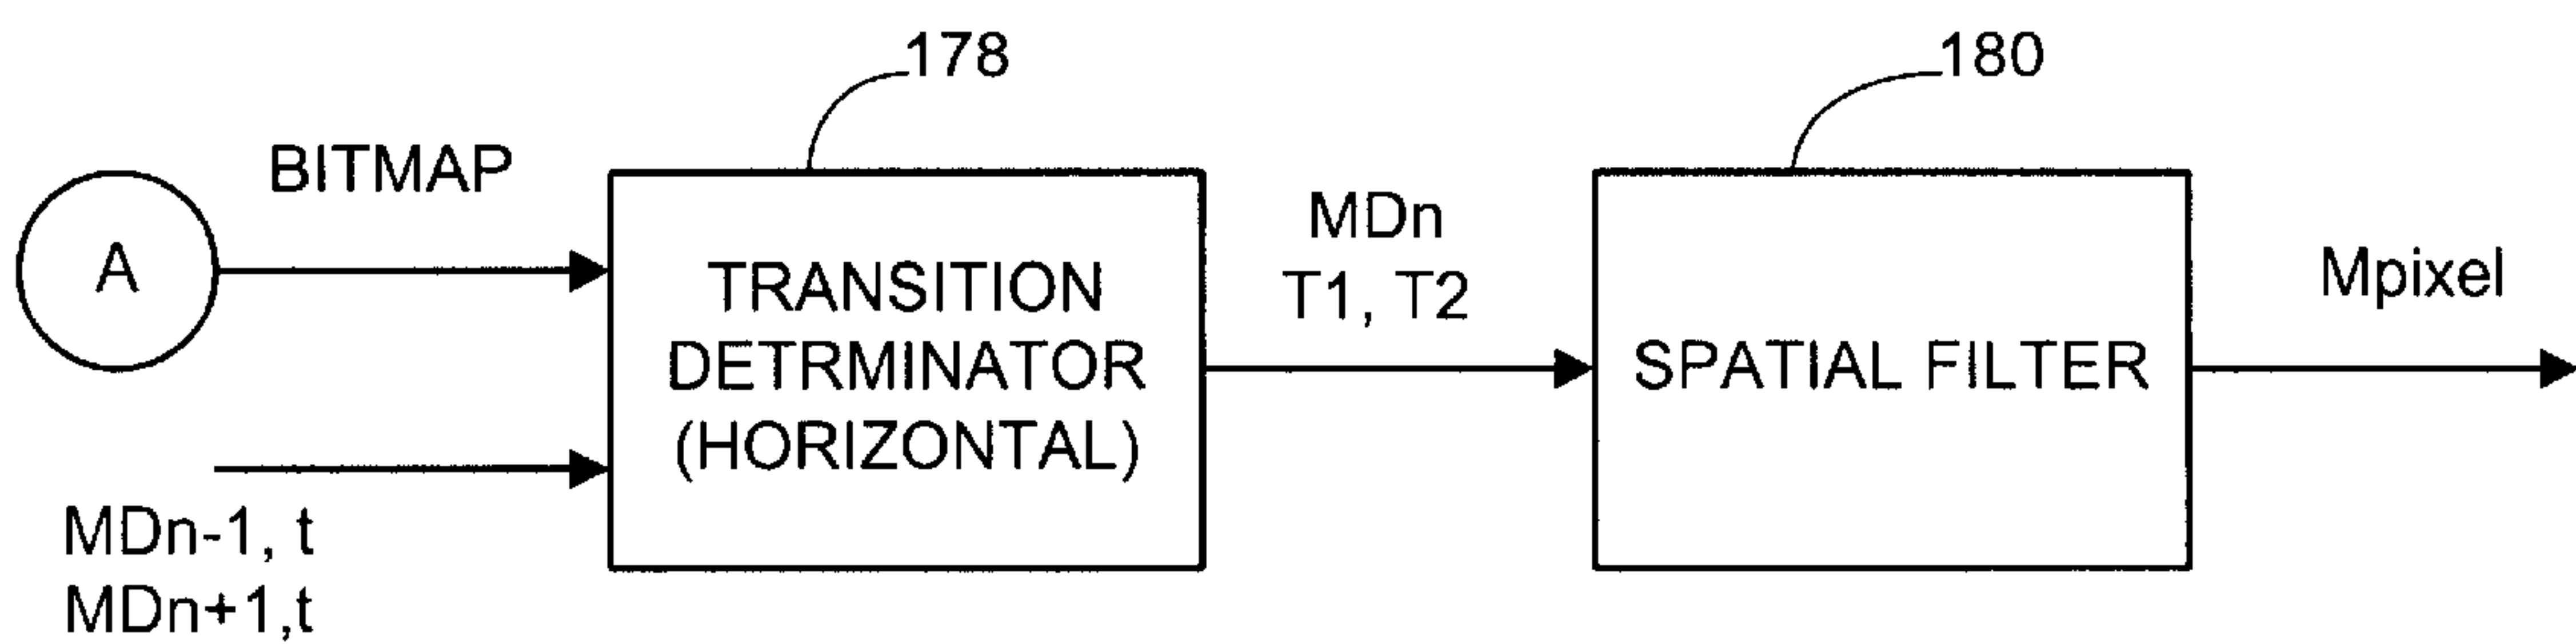 178
180
BITMAP
A
MDn
T1, T2
Mpixel
TRANSITION
DETRMINATOR
(HORIZONTAL)
SPATIAL FILTER
MDn-1, t
MDn+1,t